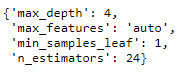 {'max_depth': 4,
 'max_features': 'auto',
 'min_samples_leaf': 1,
 'n_estimators': 24}